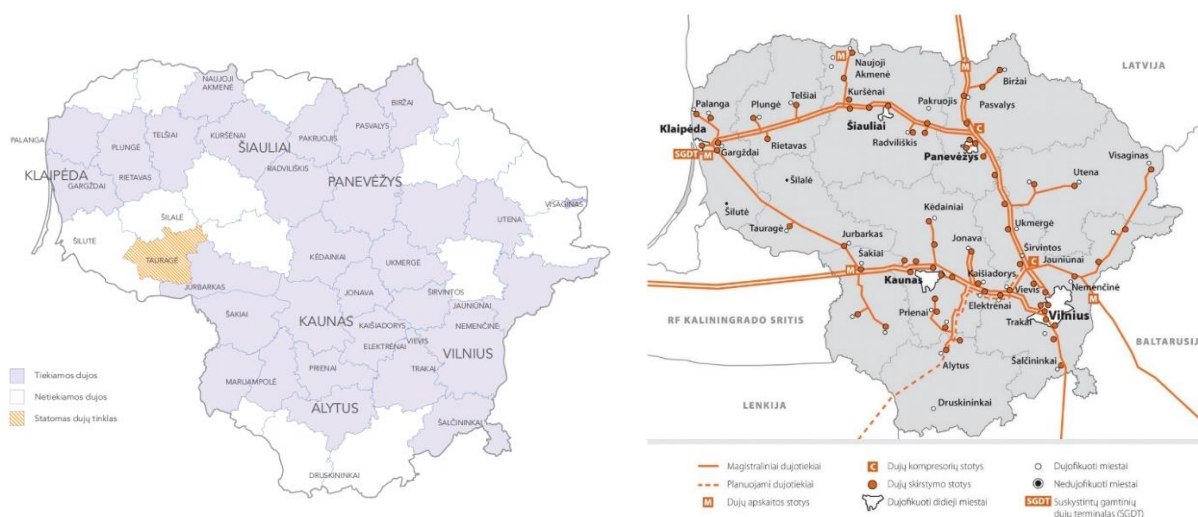 NAUJOJI
AKMENĖ
BIRŽAI
PALANGA
PLUNGĖ
TELŠIAI
KURŠĖNAI
PAKRUOJIS
PASVALYS
ŠIAULIAI
KLAIPĖDA
GARGŽDAI
RIETAVAS
RADVILIŠKIS
PANEVĖŽYS
ŠILALĖ
UTENA
VISAGINAS
ŠILUTĖ
TAURAGĖ
KĖDAINIAI
UKMERGĖ
JURBARKAS
JONAVA
ŠIRVINTOS
ŠAKIAI
KAUNAS
KAIŠIADORYS
JAUNIŪNAI
NEMENČINĖ
ELEKTRĖNAI
VIEVIS
VILNIUS
PRIENAI
TRAKAI
MARIJAMPOLĖ
ALYTUS
ŠALČININKAI
DRUSKININKAI
Tiekiamos dujos
Netiekiamos dujos
Statomas dujų tinklas
M
M
Naujoji
Akmenė
Biržai
LATVIJA
Palanga
Plungė
Telšiai
Kuršėnai
Pakruojis
Pasvalys
Klaipėda
Šiauliai
C
SGDT
M
Gargždai
Rietavas
Radviliškis
Panevėžys
Visaginas
Šilalė
Utena
Šilutė
Kėdainiai
Tauragė
Ukmergė
Jurbarkas
Jonava
Širvintos
Šakiai
Jauniūnai
M
Kaunas
Kaišiadorys
C
Vievis
Nemenčinė
M
RF KALININGRADO SRITIS
Prienai
Elektrėnai
Vilnius
Trakai
BALTARUSIJ
Alytus
Šalčininkai
LENKIJA
Druskininkai
Magistraliniai dujotiekiai
Planuojami dujotiekiai
M Dujų apskaitos stotys
C Dujų kompresorių stotys
Dujų skirstymo stotys
Dujofikuoti didieji miestai
Dujofikuoti miestai
Nedujofikuoti miestai
SGDT Suskystintų gamtinių
dujų terminalas (SGDT)